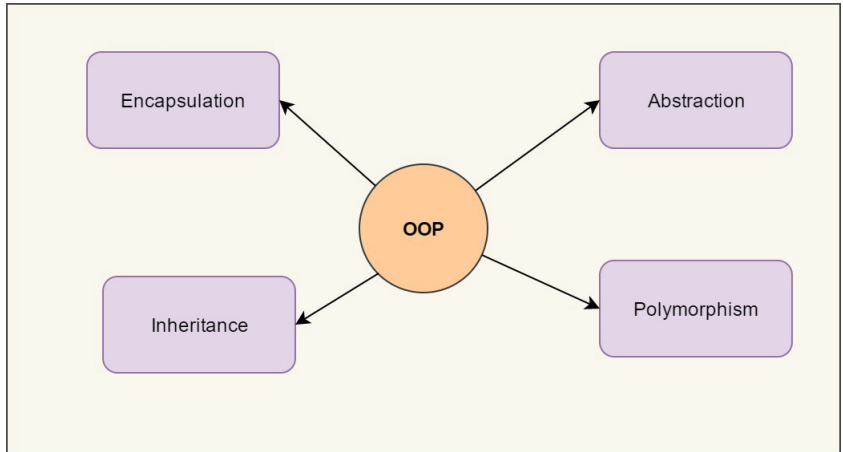 Encapsulation
Abstraction
OOP
Inheritance
Polymorphism